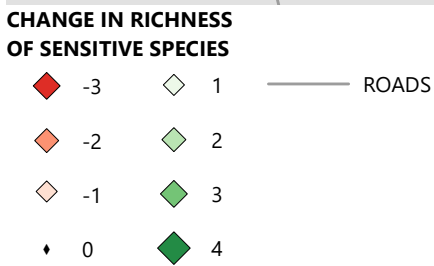 CHANGE IN RICHNESS
OF SENSITIVE SPECIES
-3 1 ROADS
-2 2
-1 3
0 4